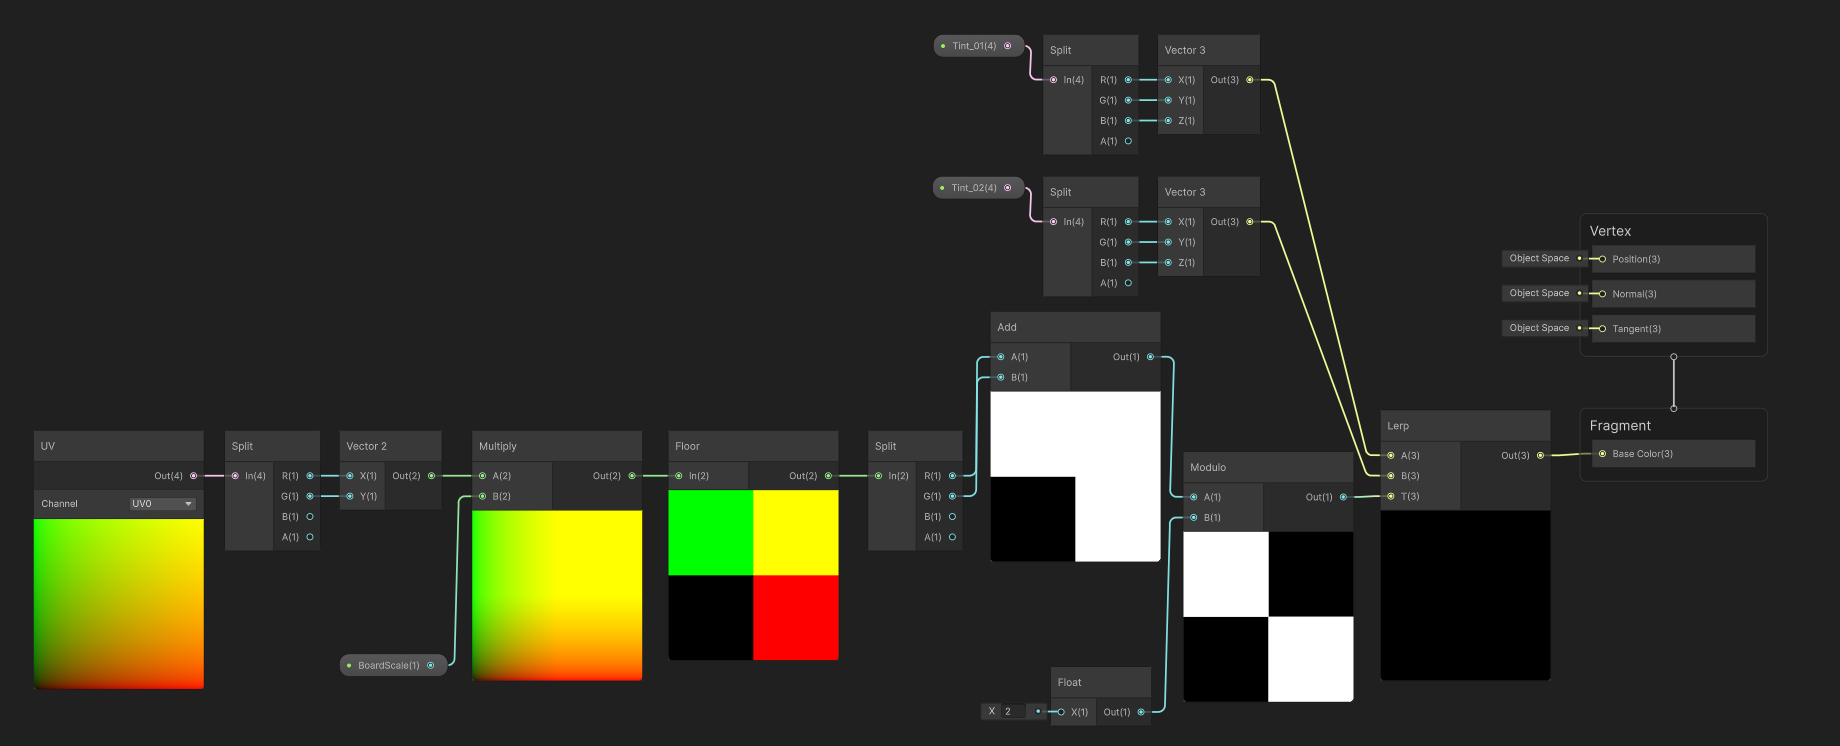 Tint_01(4)
Split
In(4)
R(1)
G(1)
B(1)
A(1)
Vector 3
X(1)
Y(1)
Z(1)
Out(3)
Tint_02(4)
Split
In(4)
R(1)
G(1)
B(1)
A(1)
Vector 3
X(1)
Y(1)
Z(1)
Out(3)
UV
Out(4)
Channel
UV0
Split
In(4)
R(1)
G(1)
B(1)
A(1)
Vector 2
X(1)
Y(1)
Out(2)
BoardScale(1)
Multiply
A(2)
B(2)
Out(2)
Floor
In(2)
Out(2)
Split
In(2)
R(1)
G(1)
B(1)
A(1)
Add
A(1)
B(1)
Out(1)
X 2
Float
X(1)
Out(1)
Modulo
A(1)
B(1)
Out(1)
Lerp
A(3)
B(3)
T(3)
Out(3)
Vertex
Object Space
Position(3)
Object Space
Normal(3)
Object Space
Tangent(3)
Fragment
Base Color(3)